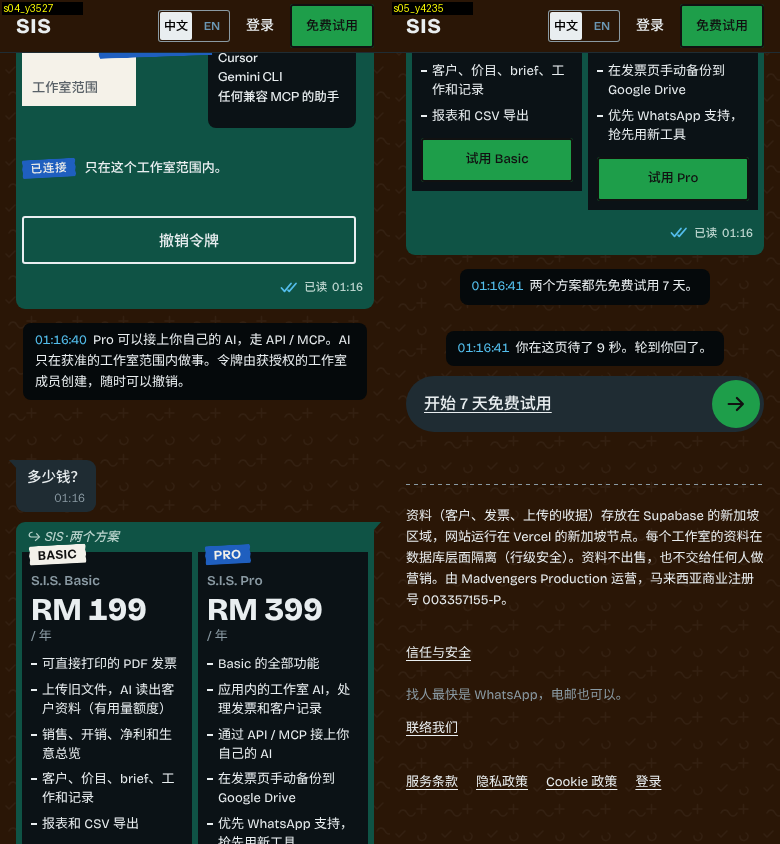 s04_y3527
SIS
中文
EN
登录
免费试用
工作室范围
Cursor
Gemini CLI
任何兼容 MCP 的助手
已连接
只在这个工作室范围内。
撤销令牌
已读 01:16
01:16:40 Pro 可以接上你自己的 AI，走 API / MCP。AI
只在获准的工作室范围内做事。令牌由获授权的工作室
成员创建，随时可以撤销。
多少钱?
01:16
↪ SIS · 两个方案
BASIC
S.I.S. Basic
RM 199
/ 年
– 可直接打印的 PDF 发票
– 上传旧文件，AI 读出客
户资料（有用量额度）
– 销售、开销、净利和生
意总览
– 客户、价目、brief、工
作和记录
– 报表和 CSV 导出
PRO
S.I.S. Pro
RM 399
/ 年
– Basic 的全部功能
– 应用内的工作室 AI，处
理发票和客户记录
– 通过 API / MCP 接上你
自己的 AI
– 在发票页手动备份到
Google Drive
– 优先 WhatsApp 支持，
抢先用新工具
s05_y4235
SIS
中文
EN
登录
免费试用
– 客户、价目、brief、工
作和记录
– 报表和 CSV 导出
试用 Basic
– 在发票页手动备份到
Google Drive
– 优先 WhatsApp 支持，
抢先用新工具
试用 Pro
已读 01:16
01:16:41 两个方案都先免费试用 7 天。
01:16:41 你在这页待了 9 秒。轮到你回了。
开始 7 天免费试用
资料（客户、发票、上传的收据）存放在 Supabase 的新加坡
区域，网站运行在 Vercel 的新加坡节点。每个工作室的资料在
数据库层面隔离（行级安全）。资料不出售，也不交给任何人做
营销。由 Madvengers Production 运营，马来西亚商业注册
号 003357155-P。
信任与安全
找人最快是 WhatsApp，电邮也可以。
联络我们
服务条款
隐私政策
Cookie 政策
登录